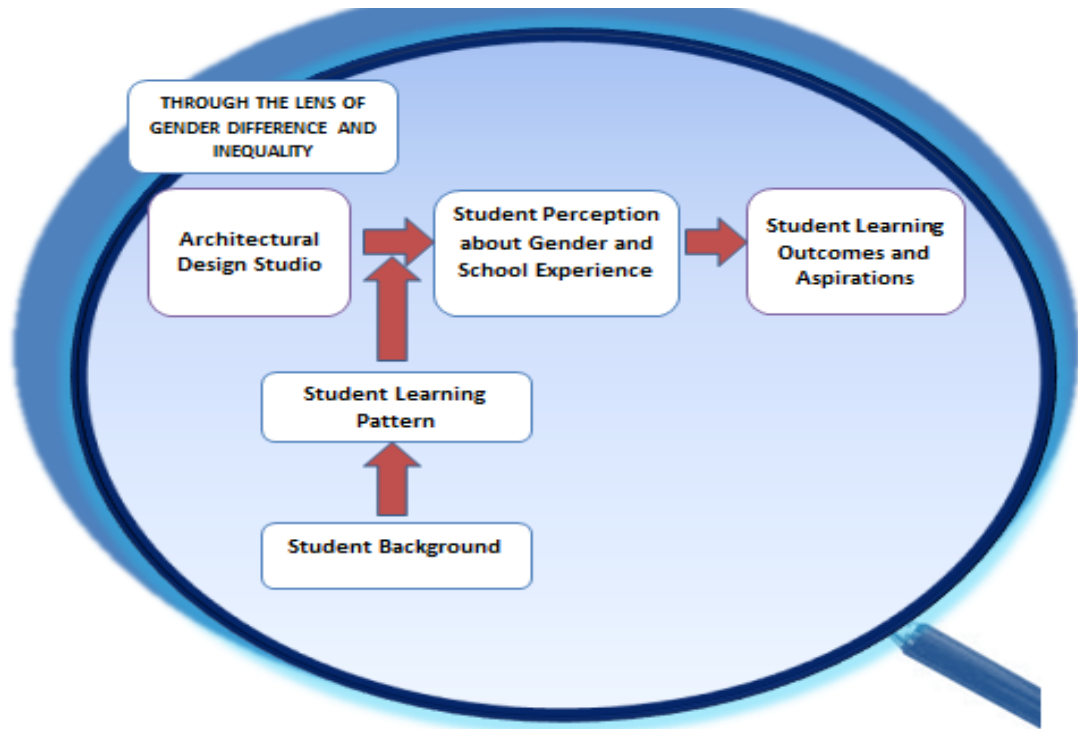 THROUGH THE LENS OF
GENDER DIFFERENCE AND
INEQUALITY
Architectural
Design Studio
Student Perception
about Gender and
School Experience
Student Learning
Outcomes and
Aspirations
Student Learning
Pattern
Student Background